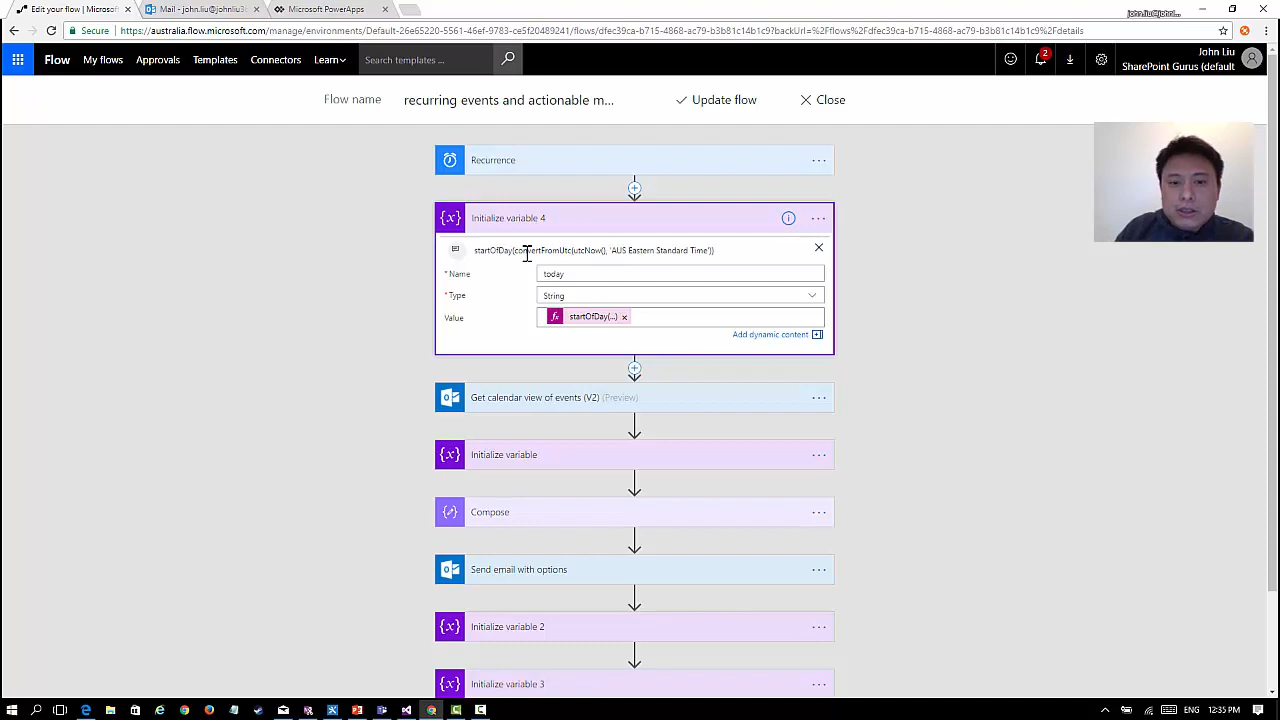 Edit your flow | Microsoft
Mail - john.liu@johnliu3
Microsoft PowerApps
john.liu@john...
Secure
https://australia.flow.microsoft.com/manage/environments/Default-26e65220-5561-46ef-9783-ce5f20489241/flows/dfec39ca-b715-4868-ac79-b3b81c14b1c9?backUrl=%2Fflows%2Fdfec39ca-b715-4868-ac79-b3b81c14b1c9%2Fdetails
Flow
My flows
Approvals
Templates
Connectors
Learn
Search templates ...
2
John Liu
SharePoint Gurus (default
Flow name
recurring events and actionable m...
Update flow
Close
Recurrence
Initialize variable 4
startOfDay(convertFromUtc(utcNow(), 'AUS Eastern Standard Time'))
* Name
today
* Type
String
Value
fx startOfDay(...) x
Add dynamic content
Get calendar view of events (V2) (Preview)
{x} Initialize variable
Compose
Send email with options
{x} Initialize variable 2
{x} Initialize variable 3
12:35 PM